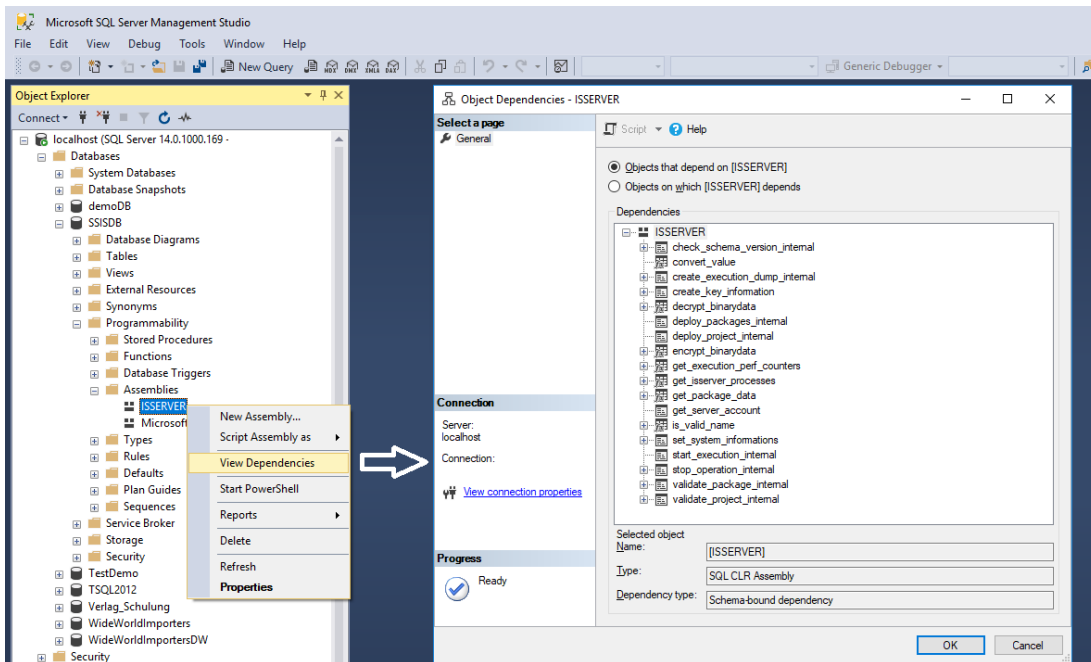 Microsoft SQL Server Management Studio
File Edit View Debug Tools Window Help
New Query MDX DMX XMLA DAX Generic Debugger
Object Explorer
Connect
localhost (SQL Server 14.0.1000.169 -
Databases
System Databases
Database Snapshots
demoDB
SSISDB
Database Diagrams
Tables
Views
External Resources
Synonyms
Programmability
Stored Procedures
Functions
Database Triggers
Assemblies
ISSERVER
Microsoft
Types
Rules
Defaults
Plan Guides
Sequences
Service Broker
Storage
Security
TestDemo
TSQL2012
Verlag_Schulung
WideWorldImporters
WideWorldImportersDW
Security
New Assembly...
Script Assembly as
View Dependencies
Start PowerShell
Reports
Delete
Refresh
Properties
Object Dependencies - ISSERVER
Select a page
General
Connection
Server:
localhost
Connection:
View connection properties
Progress
Ready
Script Help
Objects that depend on [ISSERVER]
Objects on which [ISSERVER] depends
Dependencies
ISSERVER
check_schema_version_internal
convert_value
create_execution_dump_internal
create_key_information
decrypt_binarydata
deploy_packages_internal
deploy_project_internal
encrypt_binarydata
get_execution_perf_counters
get_isserver_processes
get_package_data
get_server_account
is_valid_name
set_system_informations
start_execution_internal
stop_operation_internal
validate_package_internal
validate_project_internal
Selected object
Name: [ISSERVER]
Type: SQL CLR Assembly
Dependency type: Schema-bound dependency
OK Cancel